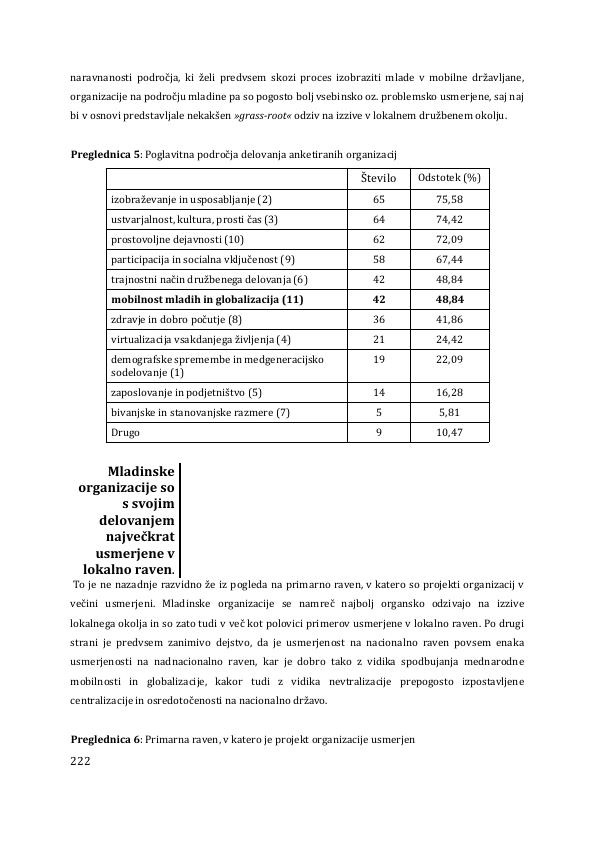 naravnanosti področja, ki želi predvsem skozi proces izobraziti mlade v mobilne državljane,
organizacije na področju mladine pa so pogosto bolj vsebinsko oz. problemsko usmerjene, saj naj
bi v osnovi predstavljale nekakšen »grass-root« odziv na izzive v lokalnem družbenem okolju.
Preglednica 5: Poglavitna področja delovanja anketiranih organizacij
Število Odstotek (%)
izobraževanje in usposabljanje (2) 65 75,58
ustvarjalnost, kultura, prosti čas (3) 64 74,42
prostovoljne dejavnosti (10) 62 72,09
participacija in socialna vključenost (9) 58 67,44
trajnostni način družbenega delovanja (6) 42 48,84
mobilnost mladih in globalizacija (11) 42 48,84
zdravje in dobro počutje (8) 36 41,86
virtualizacija vsakdanjega življenja (4) 21 24,42
demografske spremembe in medgeneracijsko 19 22,09
sodelovanje (1)
zaposlovanje in podjetništvo (5) 14 16,28
bivanjske in stanovanjske razmere (7) 5 5,81
Drugo 9 10,47
Mladinske
organizacije so
s svojim
delovanjem
največkrat
usmerjene v
lokalno raven.
To je ne nazadnje razvidno že iz pogleda na primarno raven, v katero so projekti organizacij v
večini usmerjeni. Mladinske organizacije se namreč najbolj organsko odzivajo na izzive
lokalnega okolja in so zato tudi v več kot polovici primerov usmerjene v lokalno raven. Po drugi
strani je predvsem zanimivo dejstvo, da je usmerjenost na nacionalno raven povsem enaka
usmerjenosti na nadnacionalno raven, kar je dobro tako z vidika spodbujanja mednarodne
mobilnosti in globalizacije, kakor tudi z vidika nevtralizacije prepogosto izpostavljene
centralizacije in osredotočenosti na nacionalno državo.
Preglednica 6: Primarna raven, v katero je projekt organizacije usmerjen
222